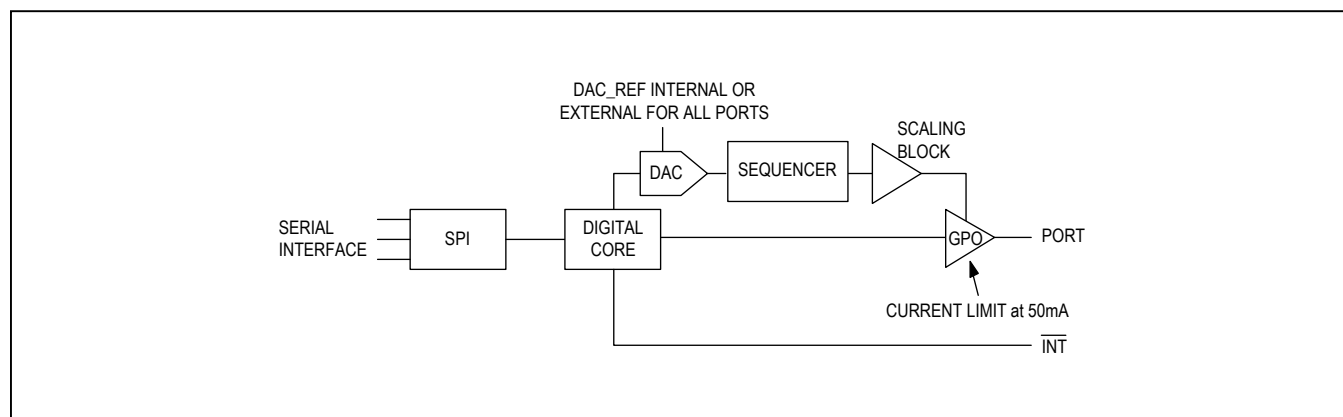 DAC_REF INTERNAL OR
EXTERNAL FOR ALL PORTS
SCALING
BLOCK
DAC
SEQUENCER
SERIAL
INTERFACE
SPI
DIGITAL
CORE
GPO
PORT
CURRENT LIMIT at 50mA
INT